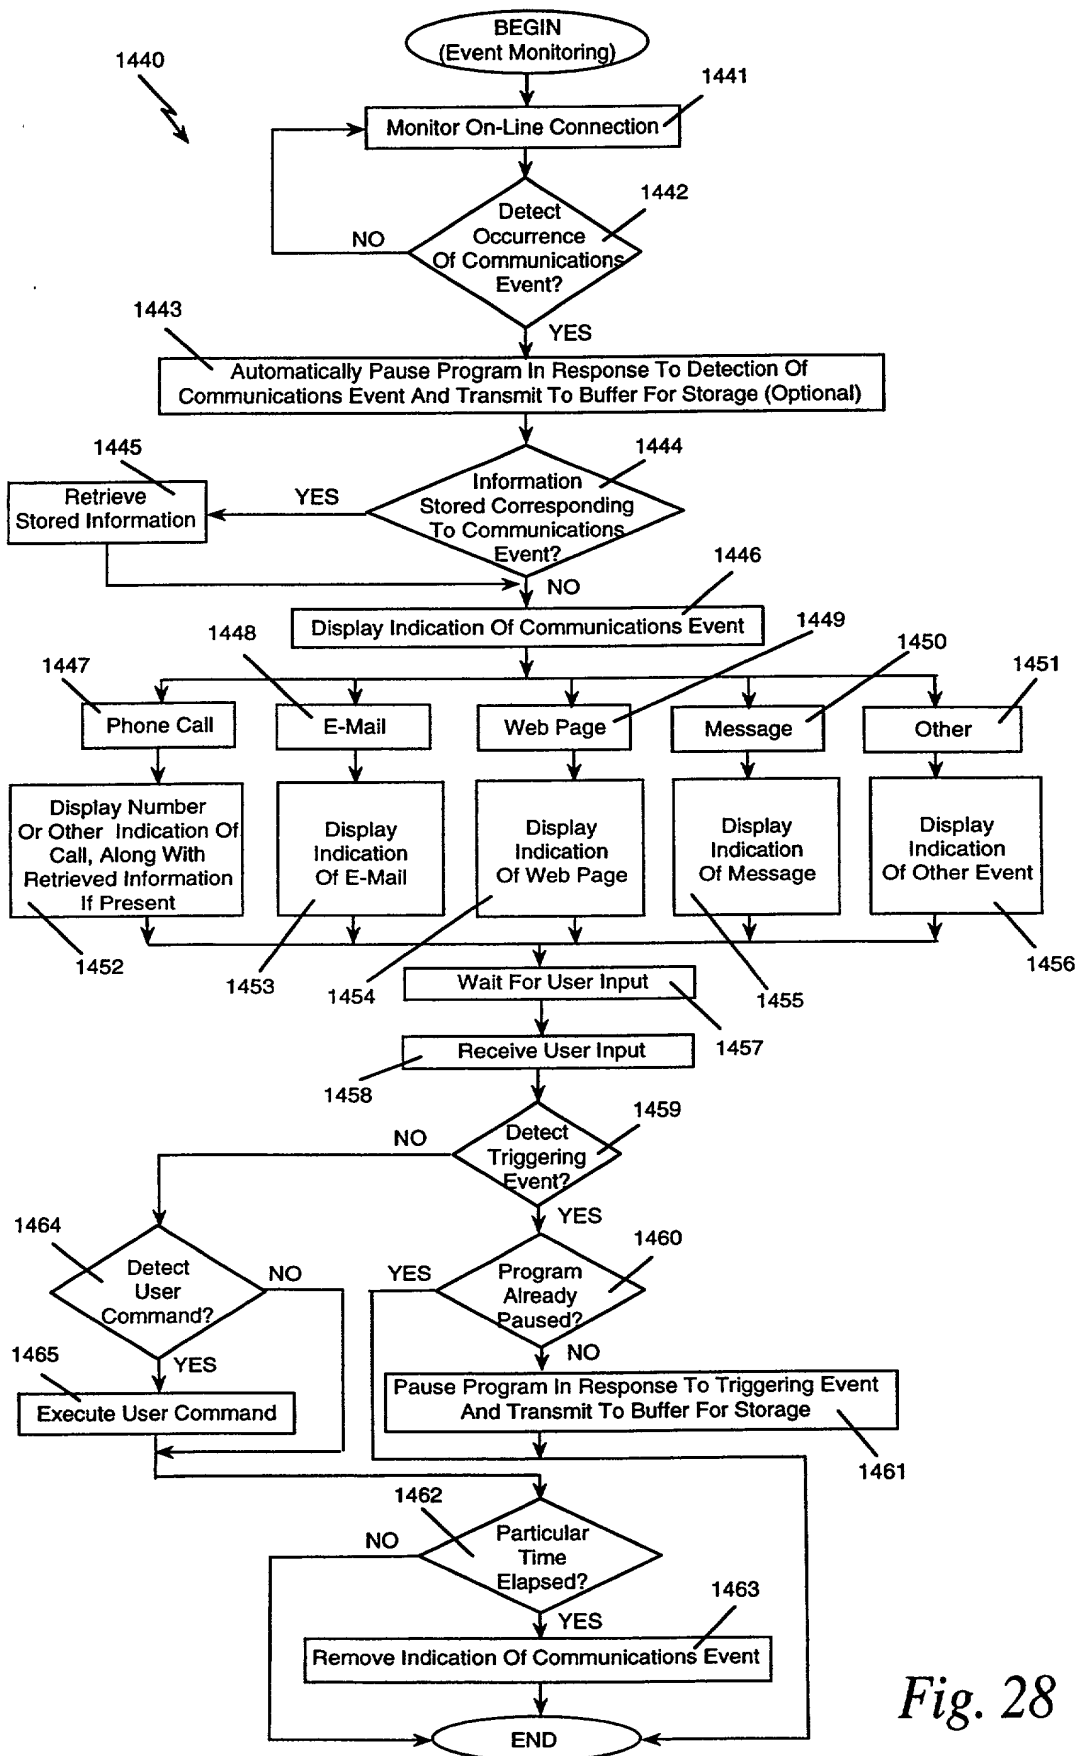 BEGIN
(Event Monitoring)
1440
1441
Monitor On-Line Connection
1442
Detect
Occurrence
Of Communications
Event?
NO
YES
1443
Automatically Pause Program In Response To Detection Of
Communications Event And Transmit To Buffer For Storage (Optional)
1444
1445
Information
Stored Corresponding
To Communications
Event?
YES
Retrieve
Stored Information
NO
1446
Display Indication Of Communications Event
1447
1448
1449
1450
1451
Phone Call
E-Mail
Web Page
Message
Other
Display Number
Or Other Indication Of
Call, Along With
Retrieved Information
If Present
Display
Indication
Of E-Mail
Display
Indication
Of Web Page
Display
Indication
Of Message
Display
Indication
Of Other Event
1452
1453
1454
1455
1456
Wait For User Input
1457
Receive User Input
1458
1459
Detect
Triggering
Event?
NO
YES
1464
Detect
User
Command?
NO
YES
1460
Program
Already
Paused?
YES
NO
1465
Execute User Command
Pause Program In Response To Triggering Event
And Transmit To Buffer For Storage
1461
1462
Particular
Time
Elapsed?
NO
YES
1463
Remove Indication Of Communications Event
END
Fig. 28